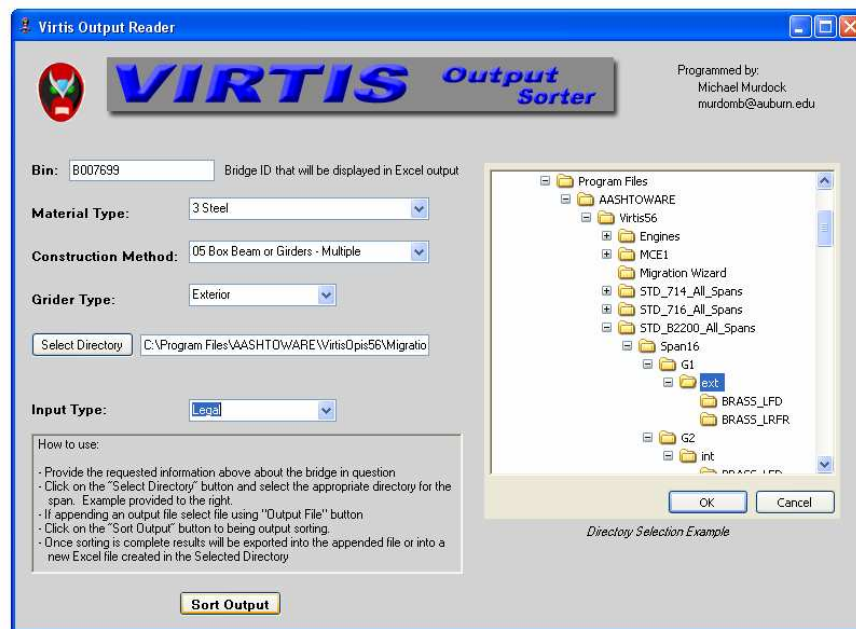 Virtis Output Reader
VIRTIS Output Sorter
Programmed by:
Michael Murdock
murdomb@auburn.edu
Bin: B007699 Bridge ID that will be displayed in Excel output
Material Type: 3 Steel
Construction Method: 05 Box Beam or Girders - Multiple
Grider Type: Exterior
Select Directory C:\Program Files\AASHTOWARE\VirtisOpis56\Migratio
Input Type: Legal
How to use:
- Provide the requested information above about the bridge in question
- Click on the "Select Directory" button and select the appropriate directory for the
span. Example provided to the right.
- If appending an output file select file using "Output File" button
- Click on the "Sort Output" button to being output sorting.
- Once sorting is complete results will be exported into the appended file or into a
new Excel file created in the Selected Directory
Sort Output
Program Files
AASHTOWARE
Virtis56
Engines
MCE1
Migration Wizard
STD_714_All_Spans
STD_716_All_Spans
STD_B2200_All_Spans
Span16
G1
ext
BRASS_LFD
BRASS_LRFR
G2
int
BRASS_LFD
OK Cancel
Directory Selection Example